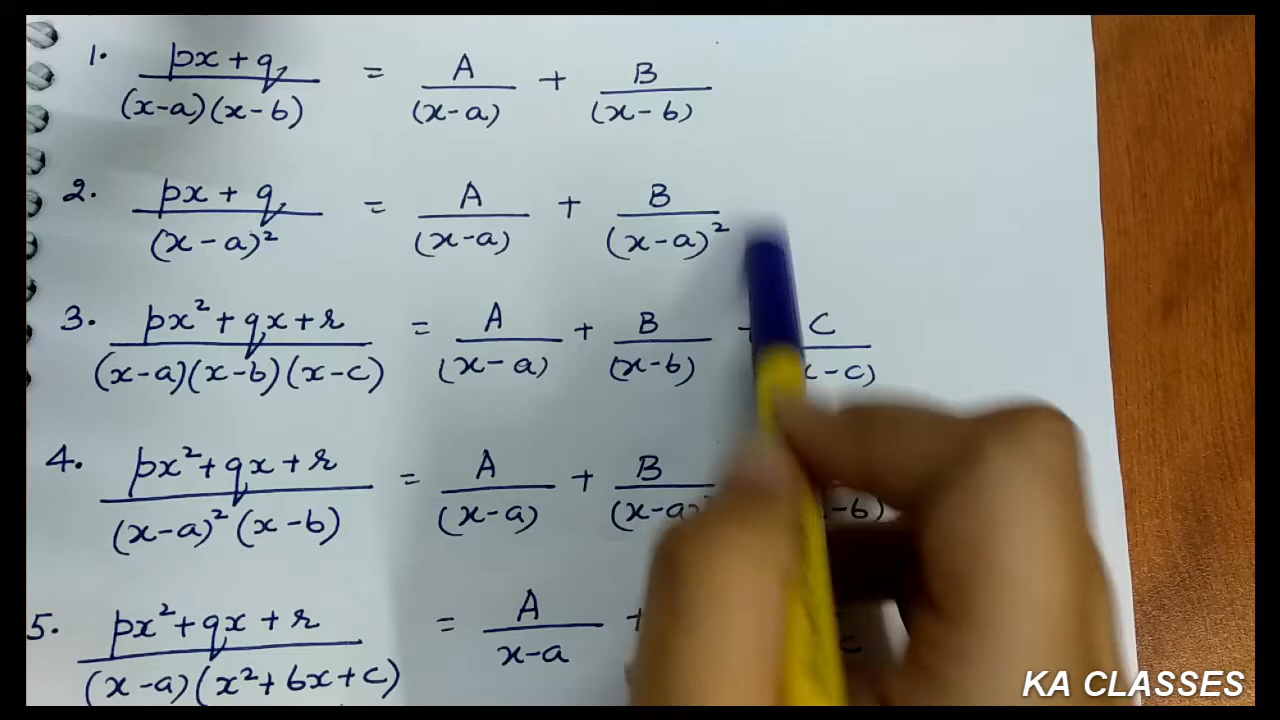 1. px + q / (x-a)(x-b) = A / (x-a) + B / (x-b)
2. px + q / (x-a)² = A / (x-a) + B / (x-a)²
3. px² + qx + r / (x-a)(x-b)(x-c) = A / (x-a) + B / (x-b) + C / -c)
4. px² + qx + r / (x-a)²(x-b) = A / (x-a) + B / (x-a)² -b)
5. px² + qx + r / (x-a)(x²+bx+c) = A / x-a + c
KA CLASSES